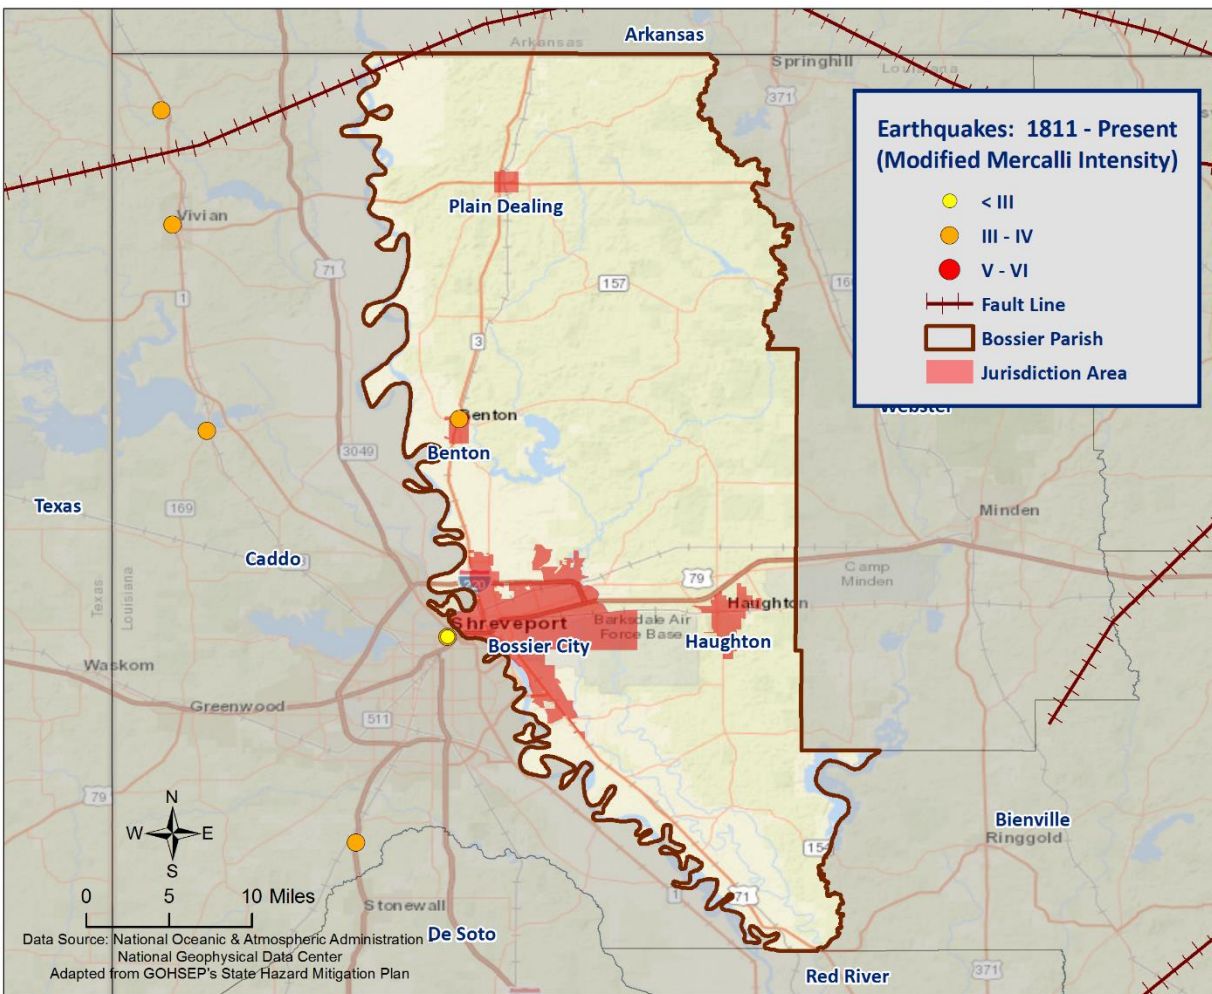 Arkansas
Arkansas
Springhill
Louisiana
371
Earthquakes: 1811 - Present
(Modified Mercalli Intensity)
< III
III - IV
V - VI
Fault Line
Bossier Parish
Jurisdiction Area
Vivian
Plain Dealing
71
157
1
3
Benton
Benton
3049
Webster
Texas
169
Minden
Caddo
Camp
Minden
79
220
Texas
Louisiana
Haughton
Shreveport
Barksdale Air
Force Base
Bossier City
Haughton
Waskom
Greenwood
511
79
N
W E
S
Bienville
Ringgold
154
0 5 10 Miles
Stonewall
1
71
Data Source: National Oceanic & Atmospheric Administration
National Geophysical Data Center
Adapted from GOHSEP's State Hazard Mitigation Plan
De Soto
Red River
371